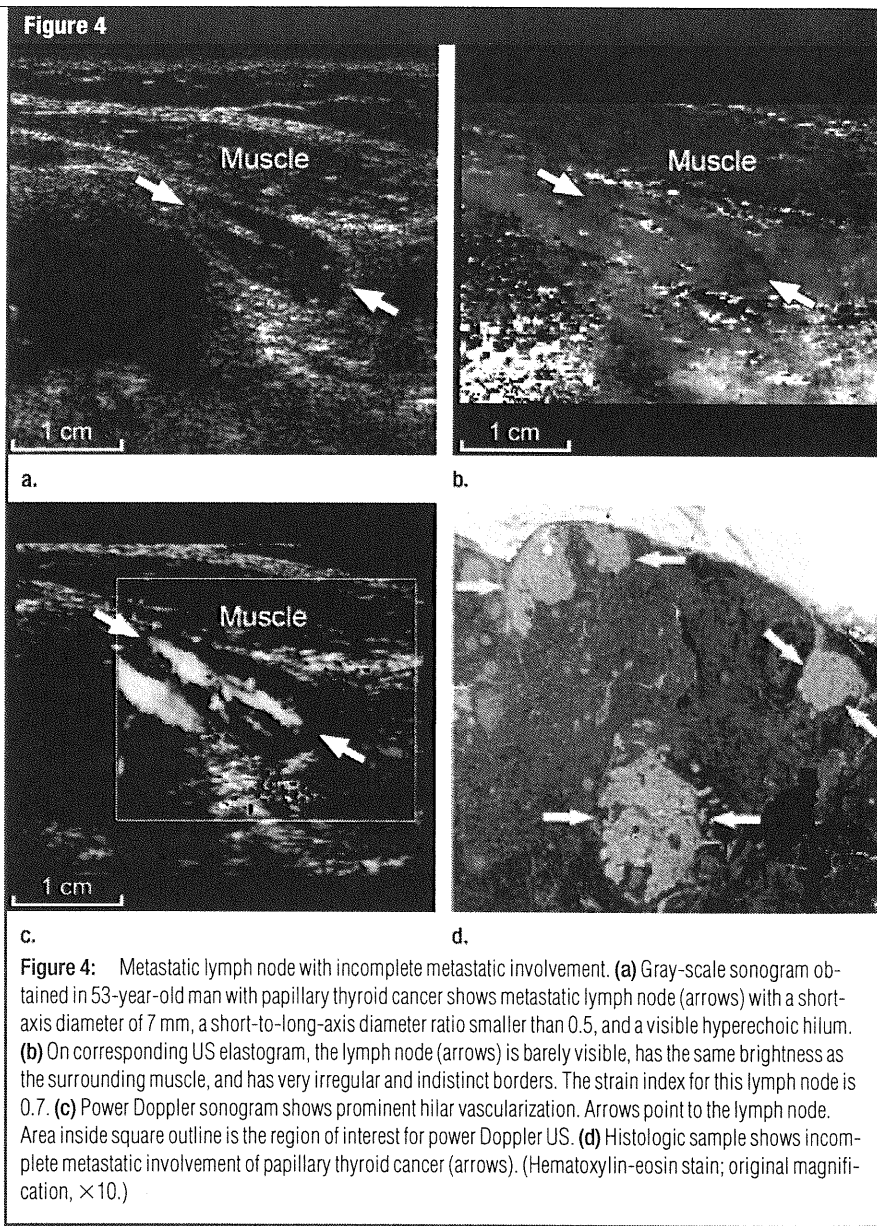 Figure 4
Muscle
Muscle
1 cm
1 cm
a.
b.
Muscle
1 cm
c.
d.
Figure 4: Metastatic lymph node with incomplete metastatic involvement. (a) Gray-scale sonogram ob-
tained in 53-year-old man with papillary thyroid cancer shows metastatic lymph node (arrows) with a short-
axis diameter of 7 mm, a short-to-long-axis diameter ratio smaller than 0.5, and a visible hyperechoic hilum.
(b) On corresponding US elastogram, the lymph node (arrows) is barely visible, has the same brightness as
the surrounding muscle, and has very irregular and indistinct borders. The strain index for this lymph node is
0.7. (c) Power Doppler sonogram shows prominent hilar vascularization. Arrows point to the lymph node.
Area inside square outline is the region of interest for power Doppler US. (d) Histologic sample shows incom-
plete metastatic involvement of papillary thyroid cancer (arrows). (Hematoxylin-eosin stain; original magnifi-
cation, ×10.)